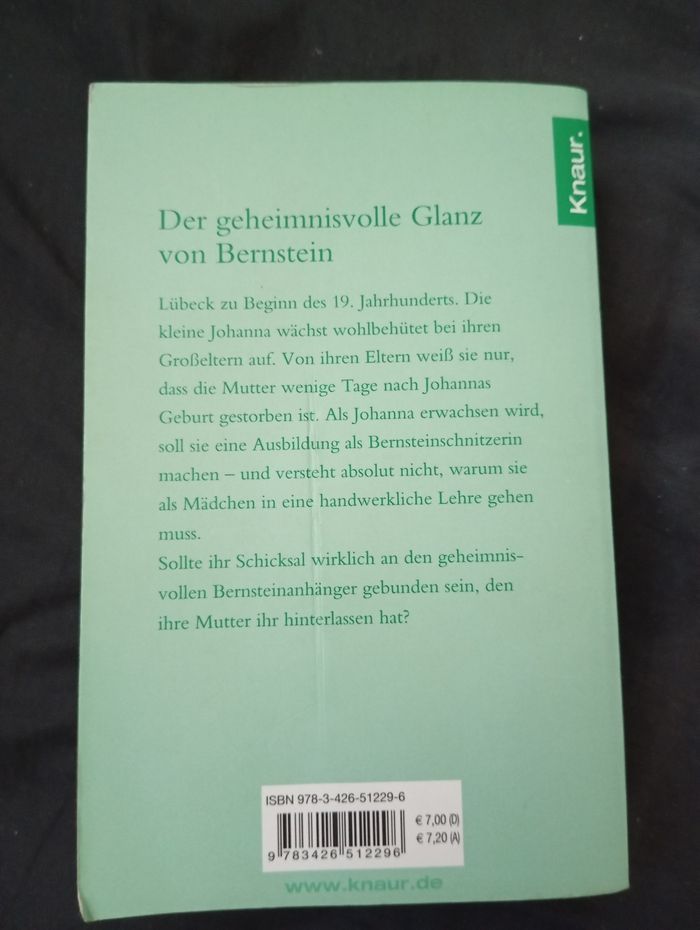 Knaur.
Der geheimnisvolle Glanz
von Bernstein
Lübeck zu Beginn des 19. Jahrhunderts. Die
kleine Johanna wächst wohlbehütet bei ihren
Großeltern auf. Von ihren Eltern weiß sie nur,
dass die Mutter wenige Tage nach Johannas
Geburt gestorben ist. Als Johanna erwachsen wird,
soll sie eine Ausbildung als Bernsteinschnitzerin
machen – und versteht absolut nicht, warum sie
als Mädchen in eine handwerkliche Lehre gehen
muss.
Sollte ihr Schicksal wirklich an den geheimnis-
vollen Bernsteinanhänger gebunden sein, den
ihre Mutter ihr hinterlassen hat?
ISBN 978-3-426-51229-6
€ 7,00 (D)
€ 7,20 (A)
9 783426 512296
www.knaur.de